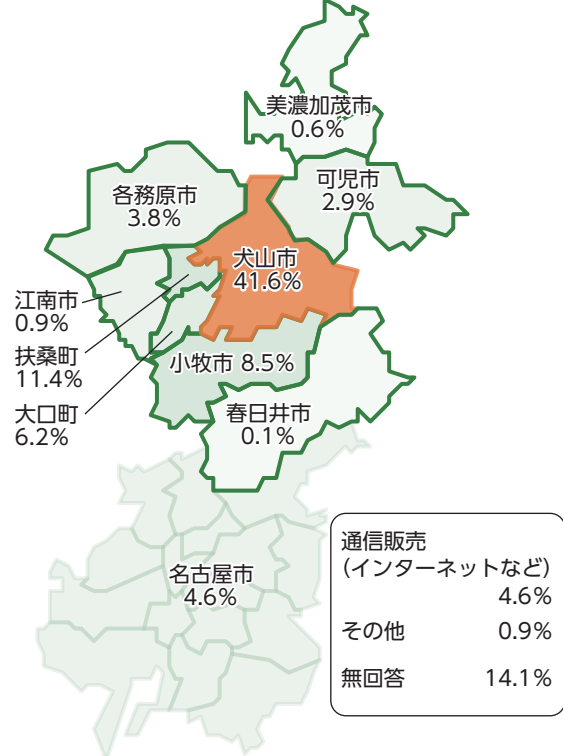 美濃加茂市
0.6%
可児市
2.9%
各務原市
3.8%
犬山市
41.6%
江南市
0.9%
扶桑町
11.4%
大口町
6.2%
小牧市 8.5%
春日井市
0.1%
名古屋市
4.6%
通信販売
（インターネットなど）
4.6%
その他 0.9%
無回答 14.1%